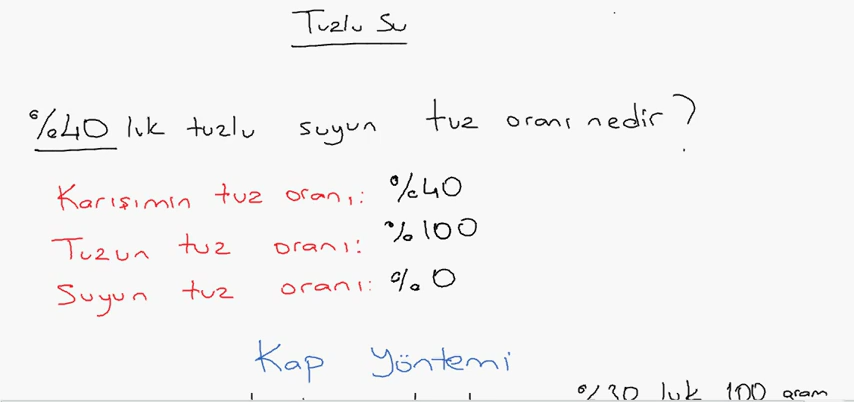 Tuzlu Su
%40 lık tuzlu suyun tuz oranı nedir?
Karışımın tuz oranı: %40
Tuzun tuz oranı: %100
Suyun tuz oranı: %0
Kap Yöntemi
%30 luk 100 gram